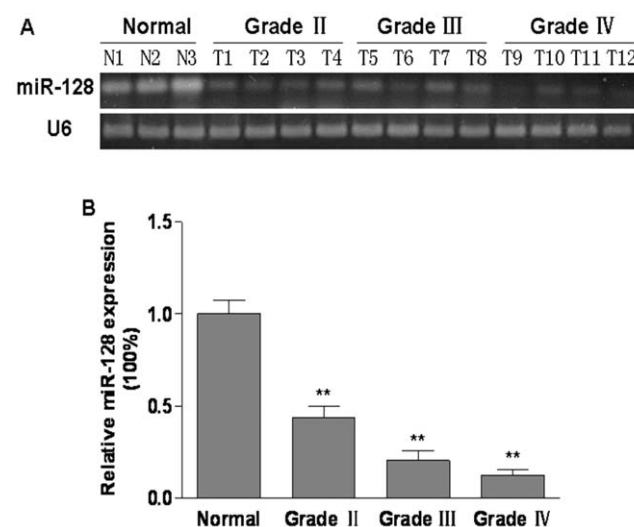 A
Normal Grade Ⅱ Grade Ⅲ Grade Ⅳ
N1 N2 N3 T1 T2 T3 T4 T5 T6 T7 T8 T9 T10 T11 T12
miR-128
U6
B
Relative miR-128 expression
(100%)
1.5
1.0
0.5
0.0
**
**
**
Normal Grade Ⅱ Grade Ⅲ Grade Ⅳ